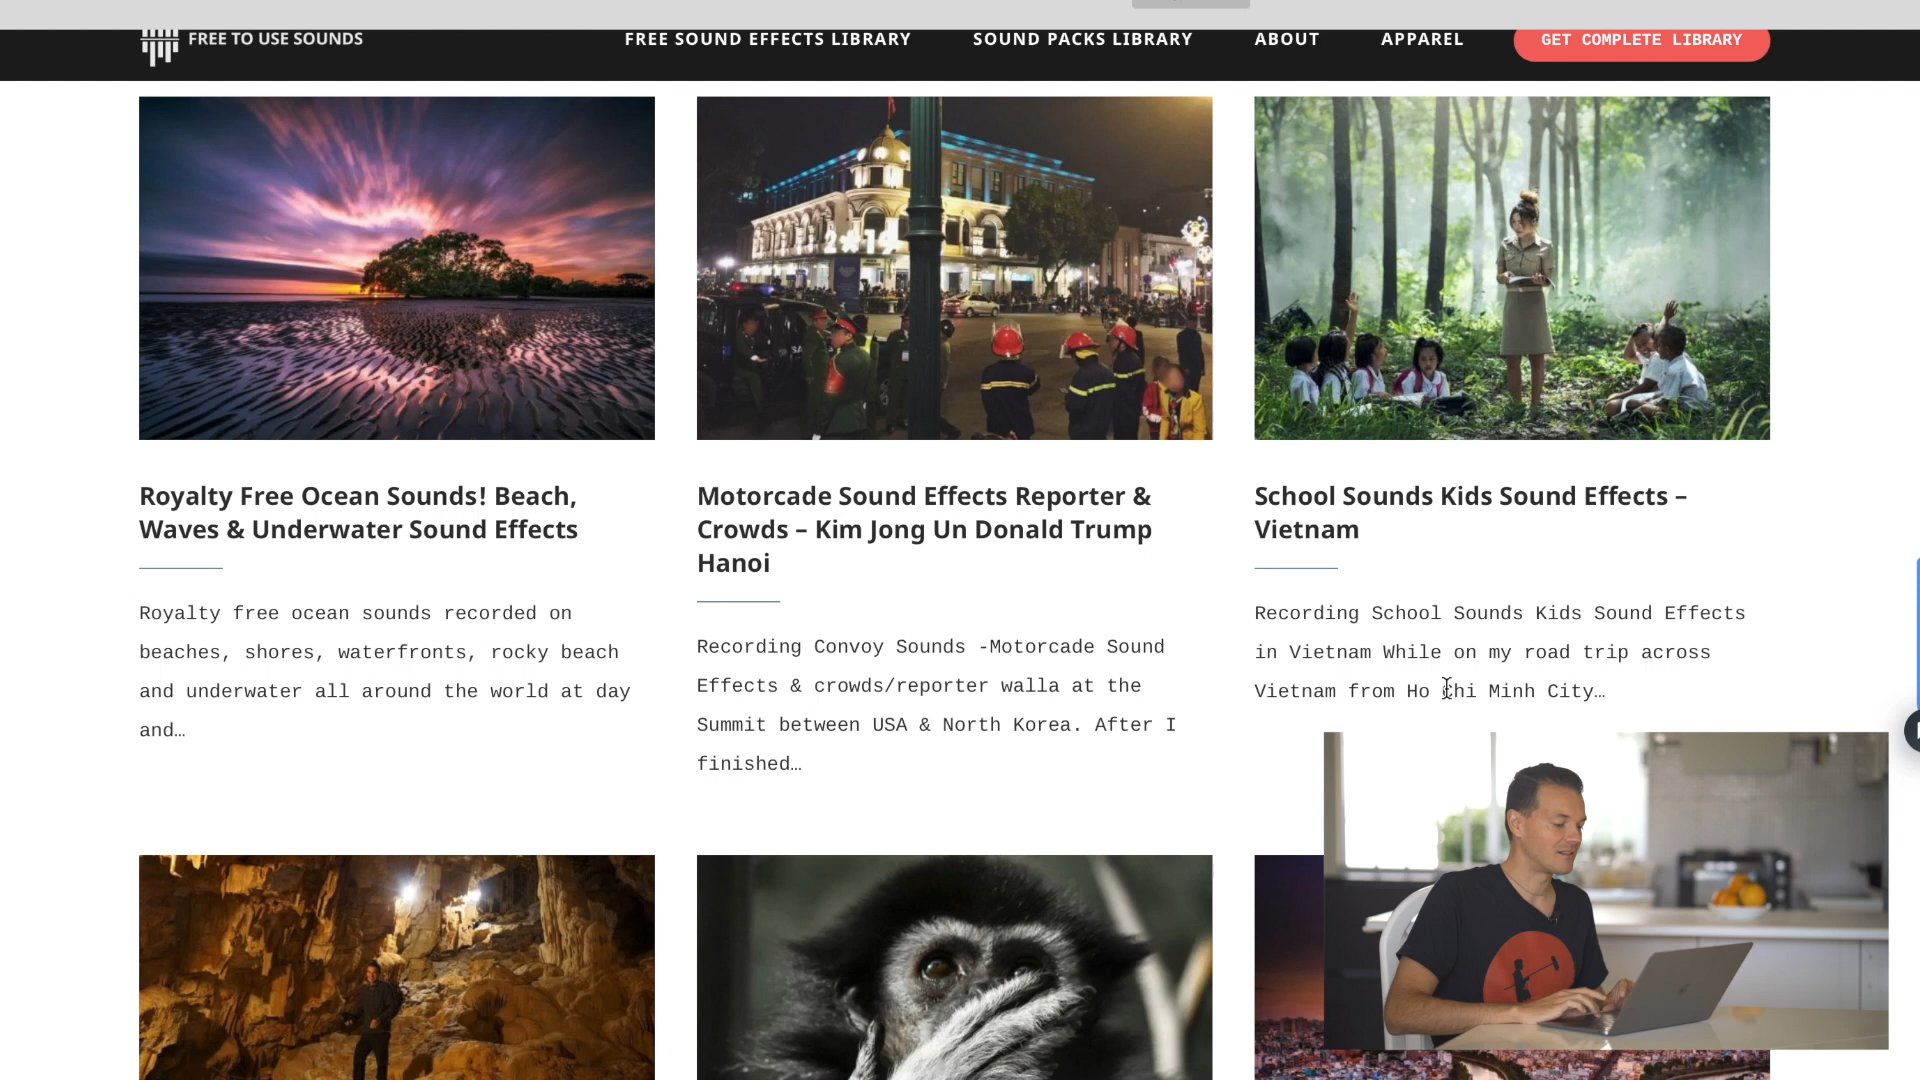 FREE TO USE SOUNDS
FREE SOUND EFFECTS LIBRARY
SOUND PACKS LIBRARY
ABOUT
APPAREL
GET COMPLETE LIBRARY
Royalty Free Ocean Sounds! Beach,
Waves & Underwater Sound Effects
Royalty free ocean sounds recorded on
beaches, shores, waterfronts, rocky beach
and underwater all around the world at day
and…
Motorcade Sound Effects Reporter &
Crowds – Kim Jong Un Donald Trump
Hanoi
Recording Convoy Sounds -Motorcade Sound
Effects & crowds/reporter walla at the
Summit between USA & North Korea. After I
finished…
School Sounds Kids Sound Effects –
Vietnam
Recording School Sounds Kids Sound Effects
in Vietnam While on my road trip across
Vietnam from Ho Chi Minh City…